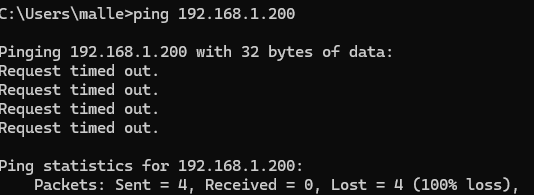 C:\Users\malle>ping 192.168.1.200
Pinging 192.168.1.200 with 32 bytes of data:
Request timed out.
Request timed out.
Request timed out.
Request timed out.
Ping statistics for 192.168.1.200:
    Packets: Sent = 4, Received = 0, Lost = 4 (100% loss),